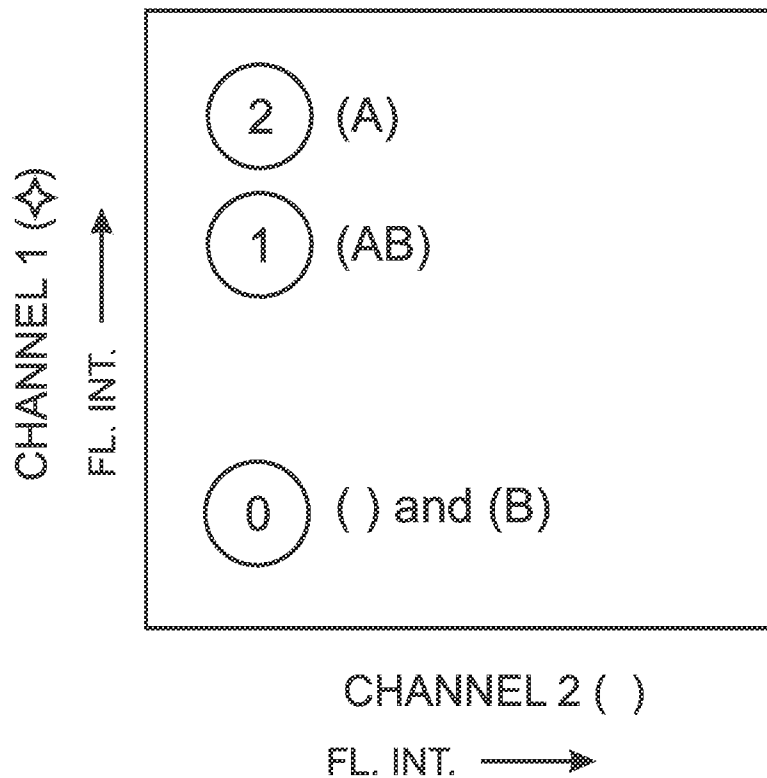 2 (A)
1 (AB)
0 ( ) and (B)
CHANNEL 1 (✧)
FL. INT.
CHANNEL 2 ( )
FL. INT.